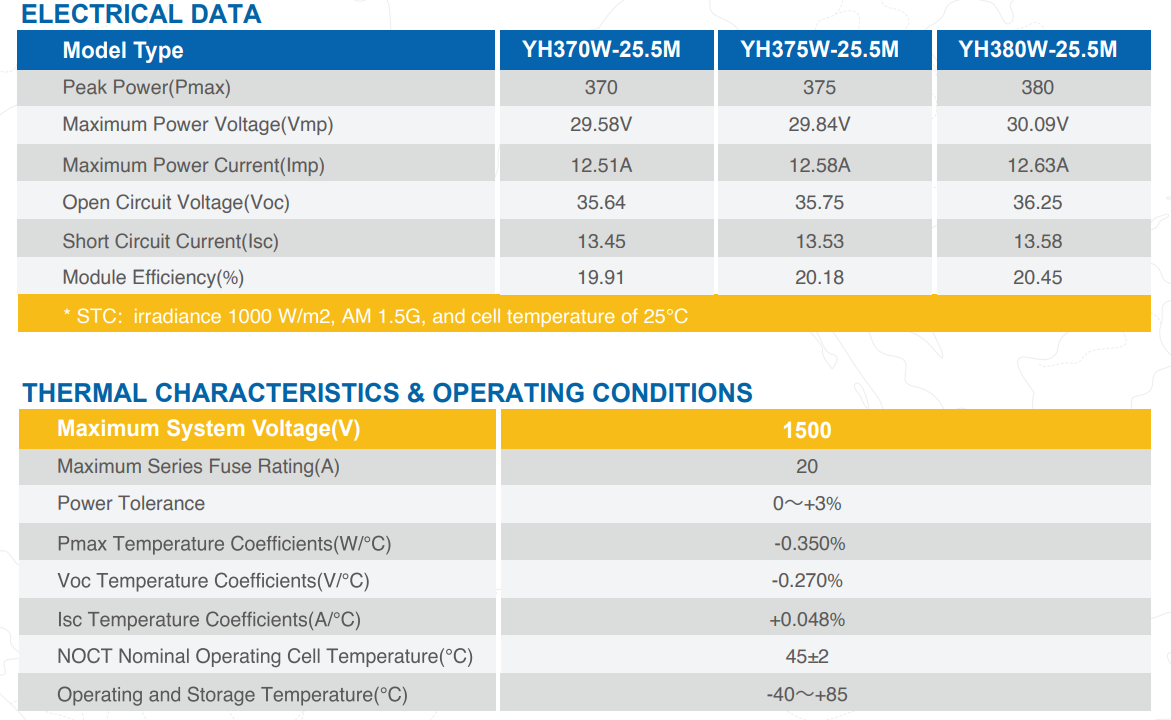 ELECTRICAL DATA
Model Type YH370W-25.5M YH375W-25.5M YH380W-25.5M
Peak Power(Pmax) 370 375 380
Maximum Power Voltage(Vmp) 29.58V 29.84V 30.09V
Maximum Power Current(Imp) 12.51A 12.58A 12.63A
Open Circuit Voltage(Voc) 35.64 35.75 36.25
Short Circuit Current(Isc) 13.45 13.53 13.58
Module Efficiency(%) 19.91 20.18 20.45
* STC: irradiance 1000 W/m2, AM 1.5G, and cell temperature of 25°C
THERMAL CHARACTERISTICS & OPERATING CONDITIONS
Maximum System Voltage(V) 1500
Maximum Series Fuse Rating(A) 20
Power Tolerance 0～+3%
Pmax Temperature Coefficients(W/°C) -0.350%
Voc Temperature Coefficients(V/°C) -0.270%
Isc Temperature Coefficients(A/°C) +0.048%
NOCT Nominal Operating Cell Temperature(°C) 45±2
Operating and Storage Temperature(°C) -40～+85